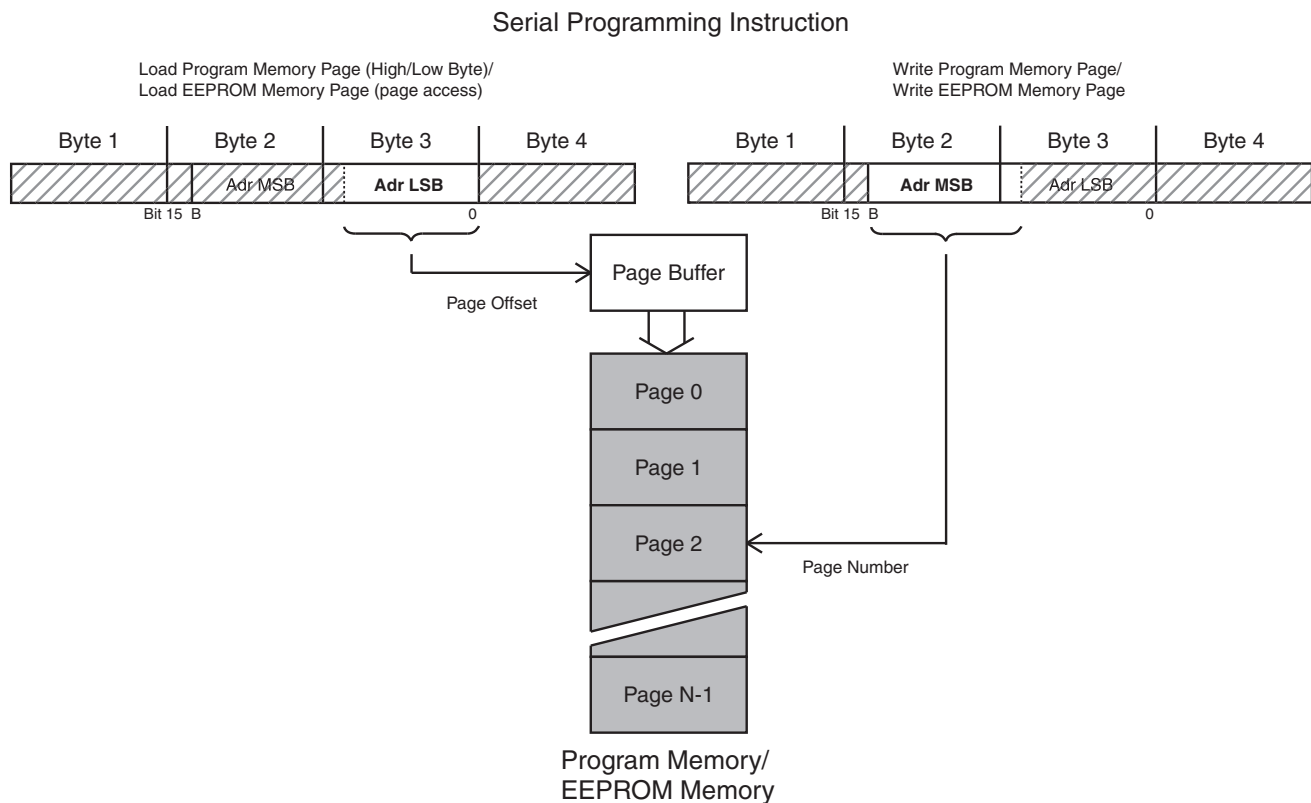 Serial Programming Instruction
Load Program Memory Page (High/Low Byte)/
Load EEPROM Memory Page (page access)
Write Program Memory Page/
Write EEPROM Memory Page
Byte 1 Byte 2 Byte 3 Byte 4
Byte 1 Byte 2 Byte 3 Byte 4
Adr MSB Adr LSB
Adr MSB Adr LSB
Bit 15 B 0
Bit 15 B 0
Page Buffer
Page Offset
Page 0
Page 1
Page 2
Page Number
Page N-1
Program Memory/
EEPROM Memory